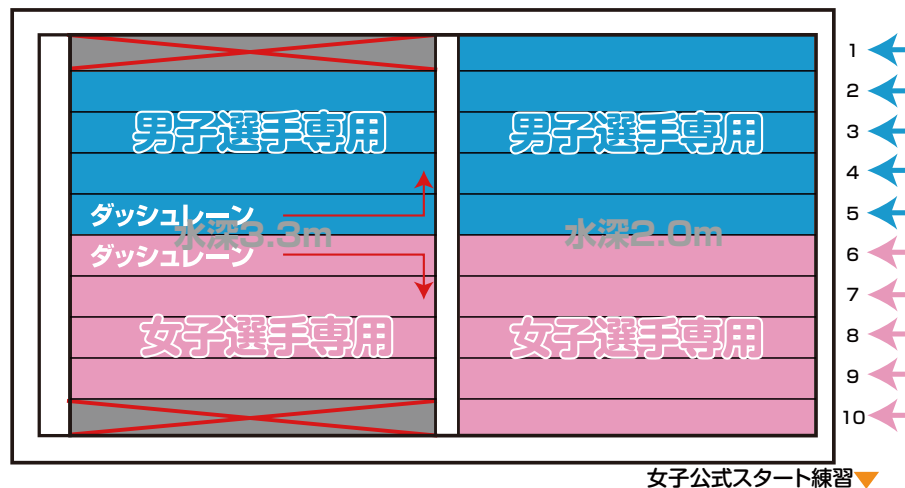 1
2
男子選手専用 男子選手専用
3
4
ダッシュレーン
5
水深3.3m 水深2.0m
ダッシュレーン
6
7
女子選手専用 女子選手専用
8
9
10
女子公式スタート練習